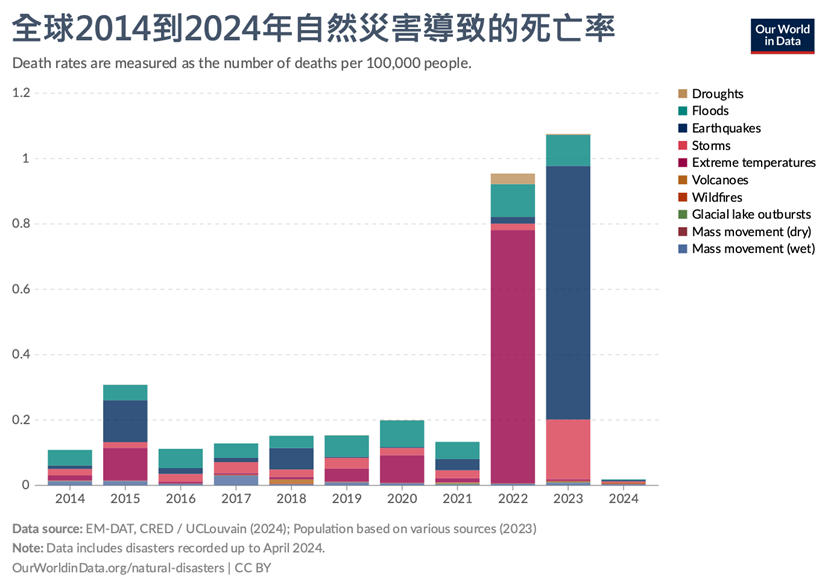 全球2014到2024年自然災害導致的死亡率
Our World
in Data
Death rates are measured as the number of deaths per 100,000 people.
1.2
1
0.8
0.6
0.4
0.2
0
2014 2015 2016 2017 2018 2019 2020 2021 2022 2023 2024
Droughts
Floods
Earthquakes
Storms
Extreme temperatures
Volcanoes
Wildfires
Glacial lake outbursts
Mass movement (dry)
Mass movement (wet)
Data source: EM-DAT, CRED / UCLouvain (2024); Population based on various sources (2023)
Note: Data includes disasters recorded up to April 2024.
OurWorldinData.org/natural-disasters | CC BY